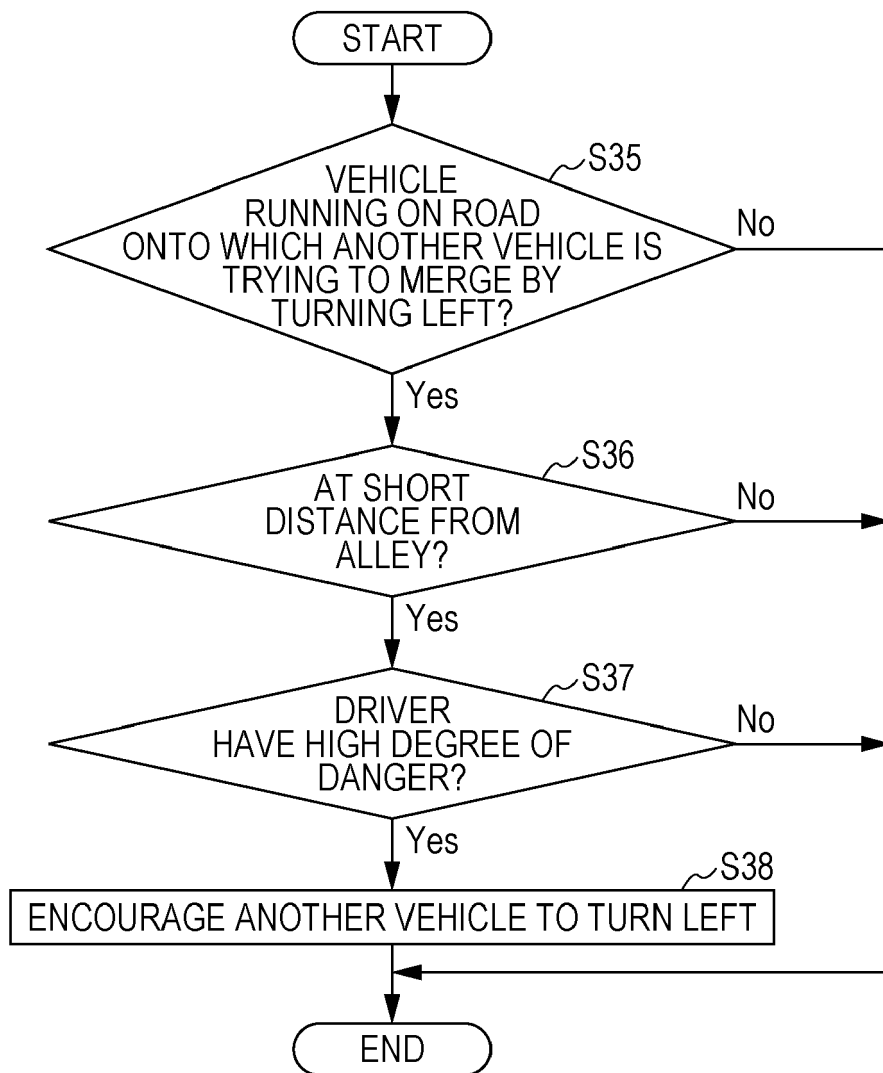 START
S35
VEHICLE
RUNNING ON ROAD
ONTO WHICH ANOTHER VEHICLE IS
TRYING TO MERGE BY
TURNING LEFT?
No
Yes
S36
AT SHORT
DISTANCE FROM
ALLEY?
No
Yes
S37
DRIVER
HAVE HIGH DEGREE OF
DANGER?
No
Yes
S38
ENCOURAGE ANOTHER VEHICLE TO TURN LEFT
END